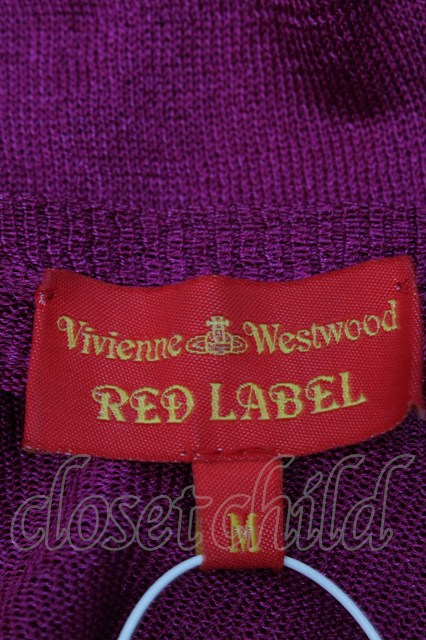 Vivienne Westwood
RED LABEL
closet child
M